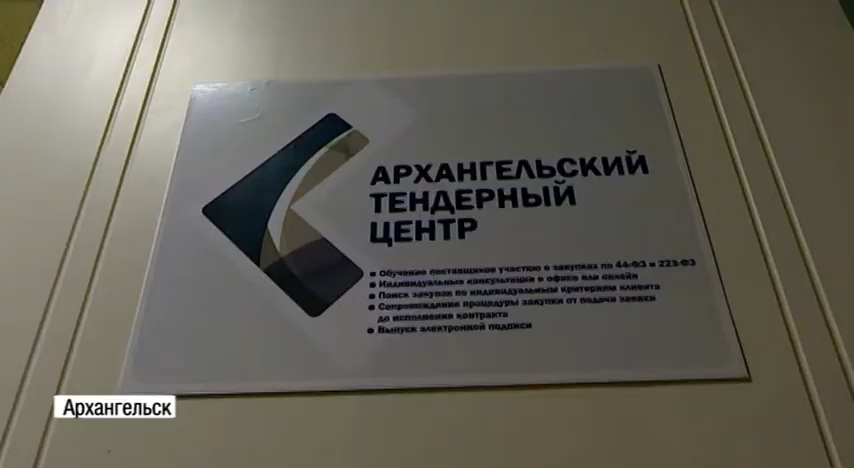 АРХАНГЕЛЬСКИЙ
ТЕНДЕРНЫЙ
ЦЕНТР
• Обучение поставщиков участию в закупках по 44-ФЗ и 223-ФЗ
• Индивидуальные консультации в офисе или онлайн
• Поиск закупок по индивидуальным критериям клиента
• Сопровождение процедуры закупки от подачи заявки
до исполнения контракта
• Выпуск электронной подписи
Архангельск